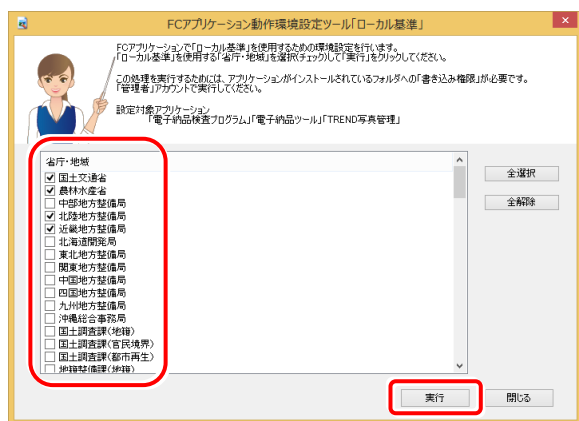 FCアプリケーション動作環境設定ツール「ローカル基準」
FCアプリケーションで「ローカル基準」を使用するための環境設定を行います。
「ローカル基準」を使用する「省庁・地域」を選択(チェック)して「実行」をクリックしてください。
この処理を実行するためには、アプリケーションがインストールされているフォルダへの「書き込み権限」が必要です。
「管理者」アカウントで実行してください。
設定対象アプリケーション
「電子納品検査プログラム」「電子納品ツール」「TREND写真管理」
省庁・地域
国土交通省
農林水産省
中部地方整備局
北陸地方整備局
近畿地方整備局
北海道開発局
東北地方整備局
関東地方整備局
中国地方整備局
四国地方整備局
九州地方整備局
沖縄総合事務局
国土調査課(地籍)
国土調査課(官民境界)
国土調査課(都市再生)
地籍整備課(地籍)
全選択
全解除
実行
閉じる